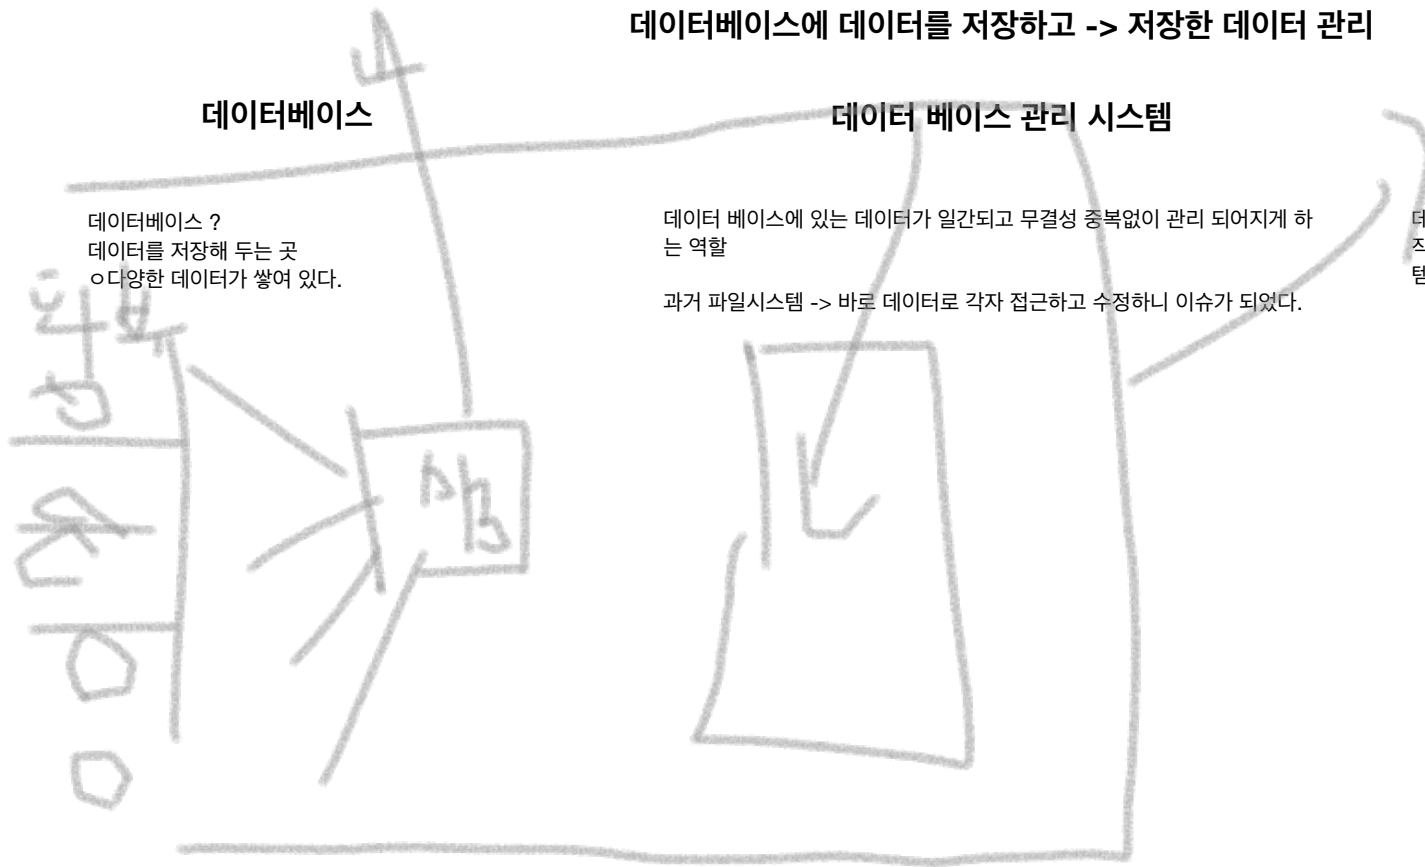 데이터베이스에 데이터를 저장하고 -> 저장한 데이터 관리
데이터베이스
데이터 베이스 관리 시스템
데이터베이스 ?
데이터를 저장해 두는 곳
ㅇ다양한 데이터가 쌓여 있다.
데이터 베이스에 있는 데이터가 일간되고 무결성 중복없이 관리 되어지게 하
는 역할
과거 파일시스템 -> 바로 데이터로 각자 접근하고 수정하니 이슈가 되었다.
외부